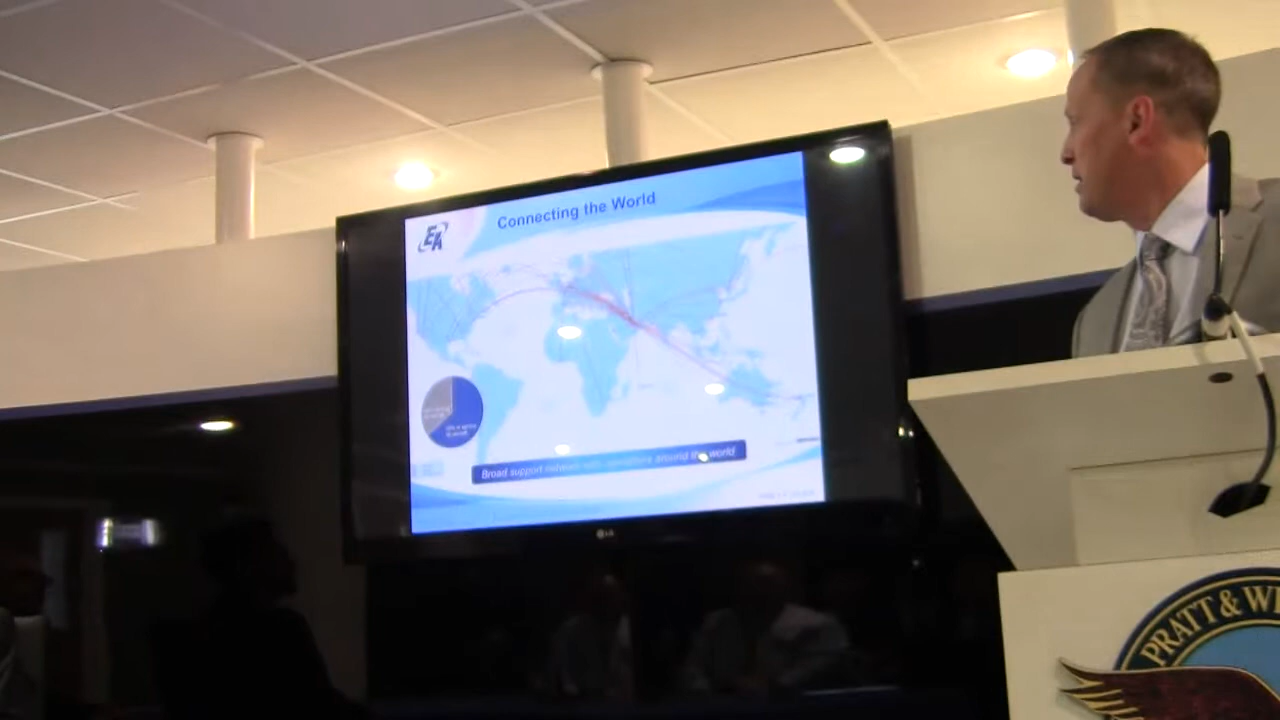 Connecting the World
EA
Broad support network with operations around the world
LG
PRATT & W